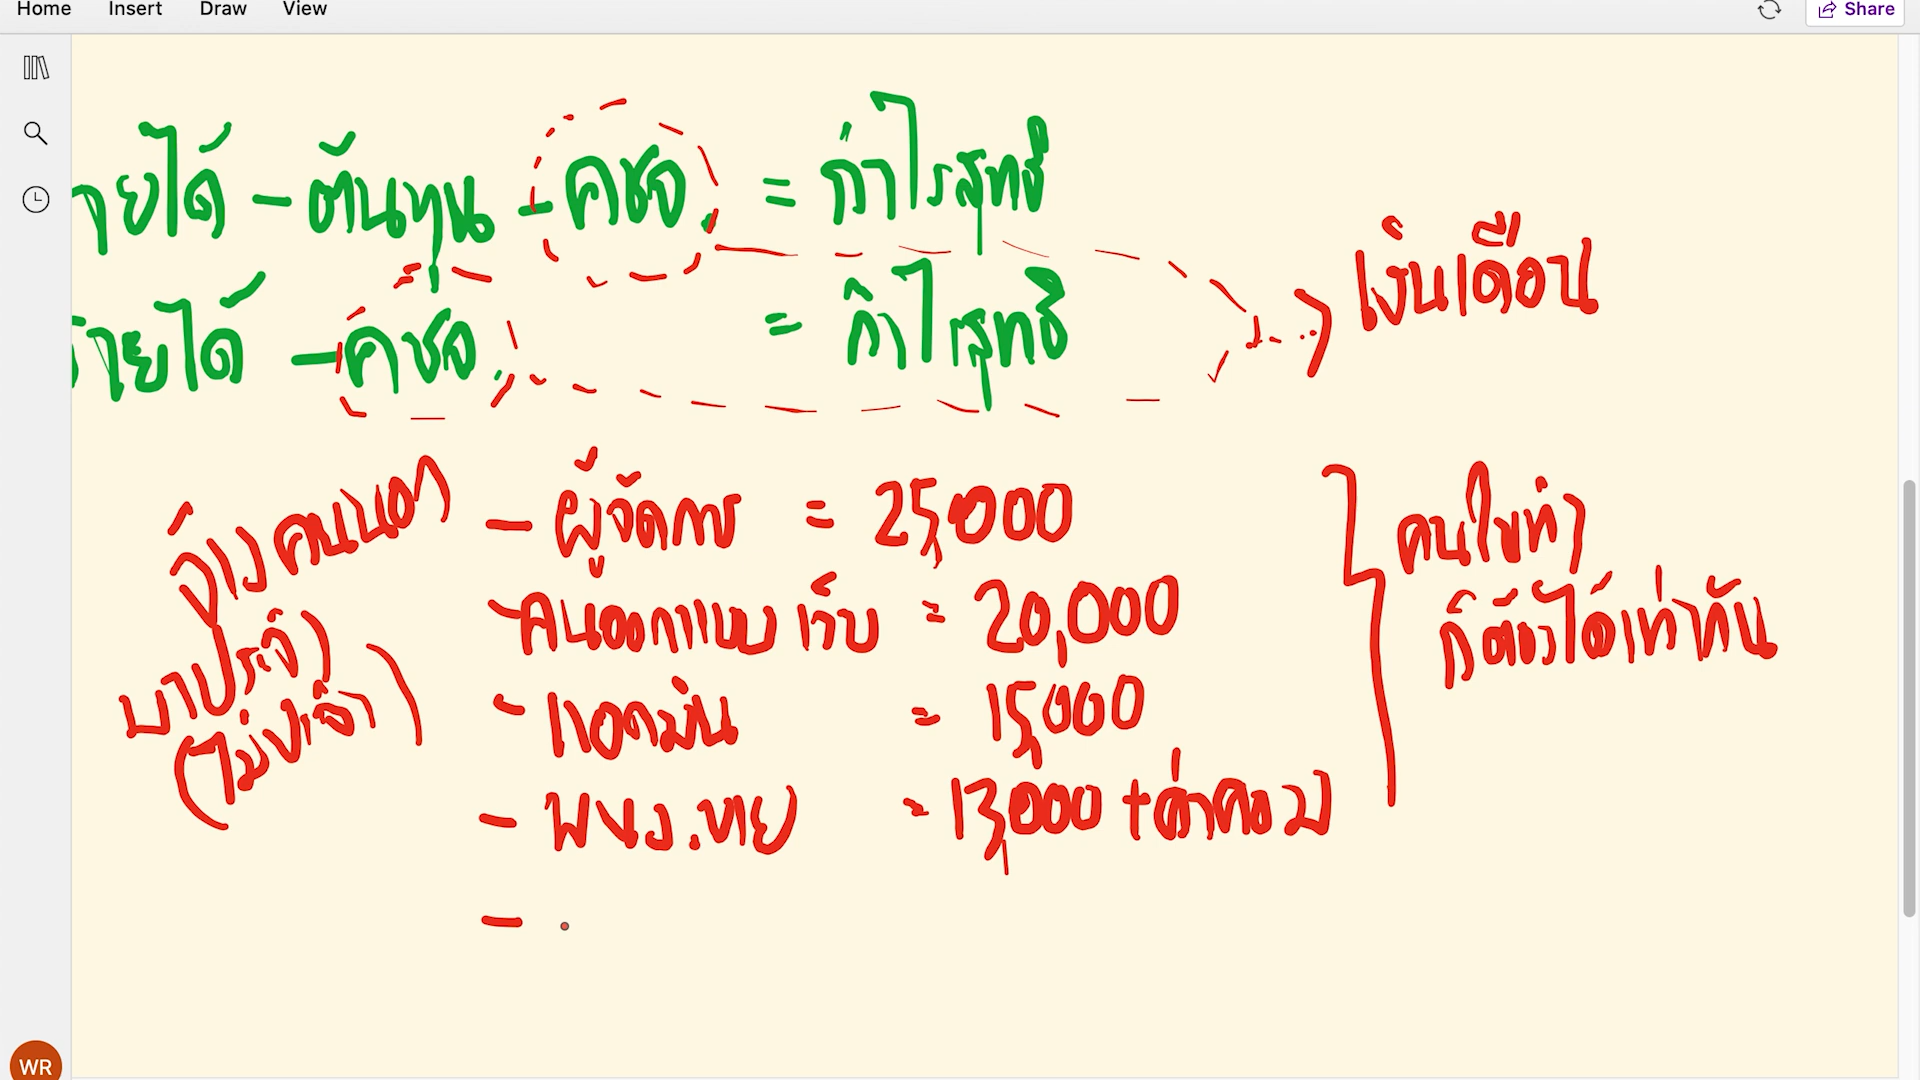 Home Insert Draw View
Share
รายได้ - ต้นทุน - คชจ. = กำไรสุทธิ
รายได้ - คชจ. = กำไรสุทธิ
เงินเดือน
จ้างคนนอก
มาประจำ
(ไม่ประจำ)
- ผู้จัดการ = 25,000
- คนออกแบบ เว็บ = 20,000
- แอดมิน = 15,000
- พนง.ขาย = 13,000 + ค่าคอม
-
คนไหนทำ
ก็ต้องได้เท่ากัน
WR